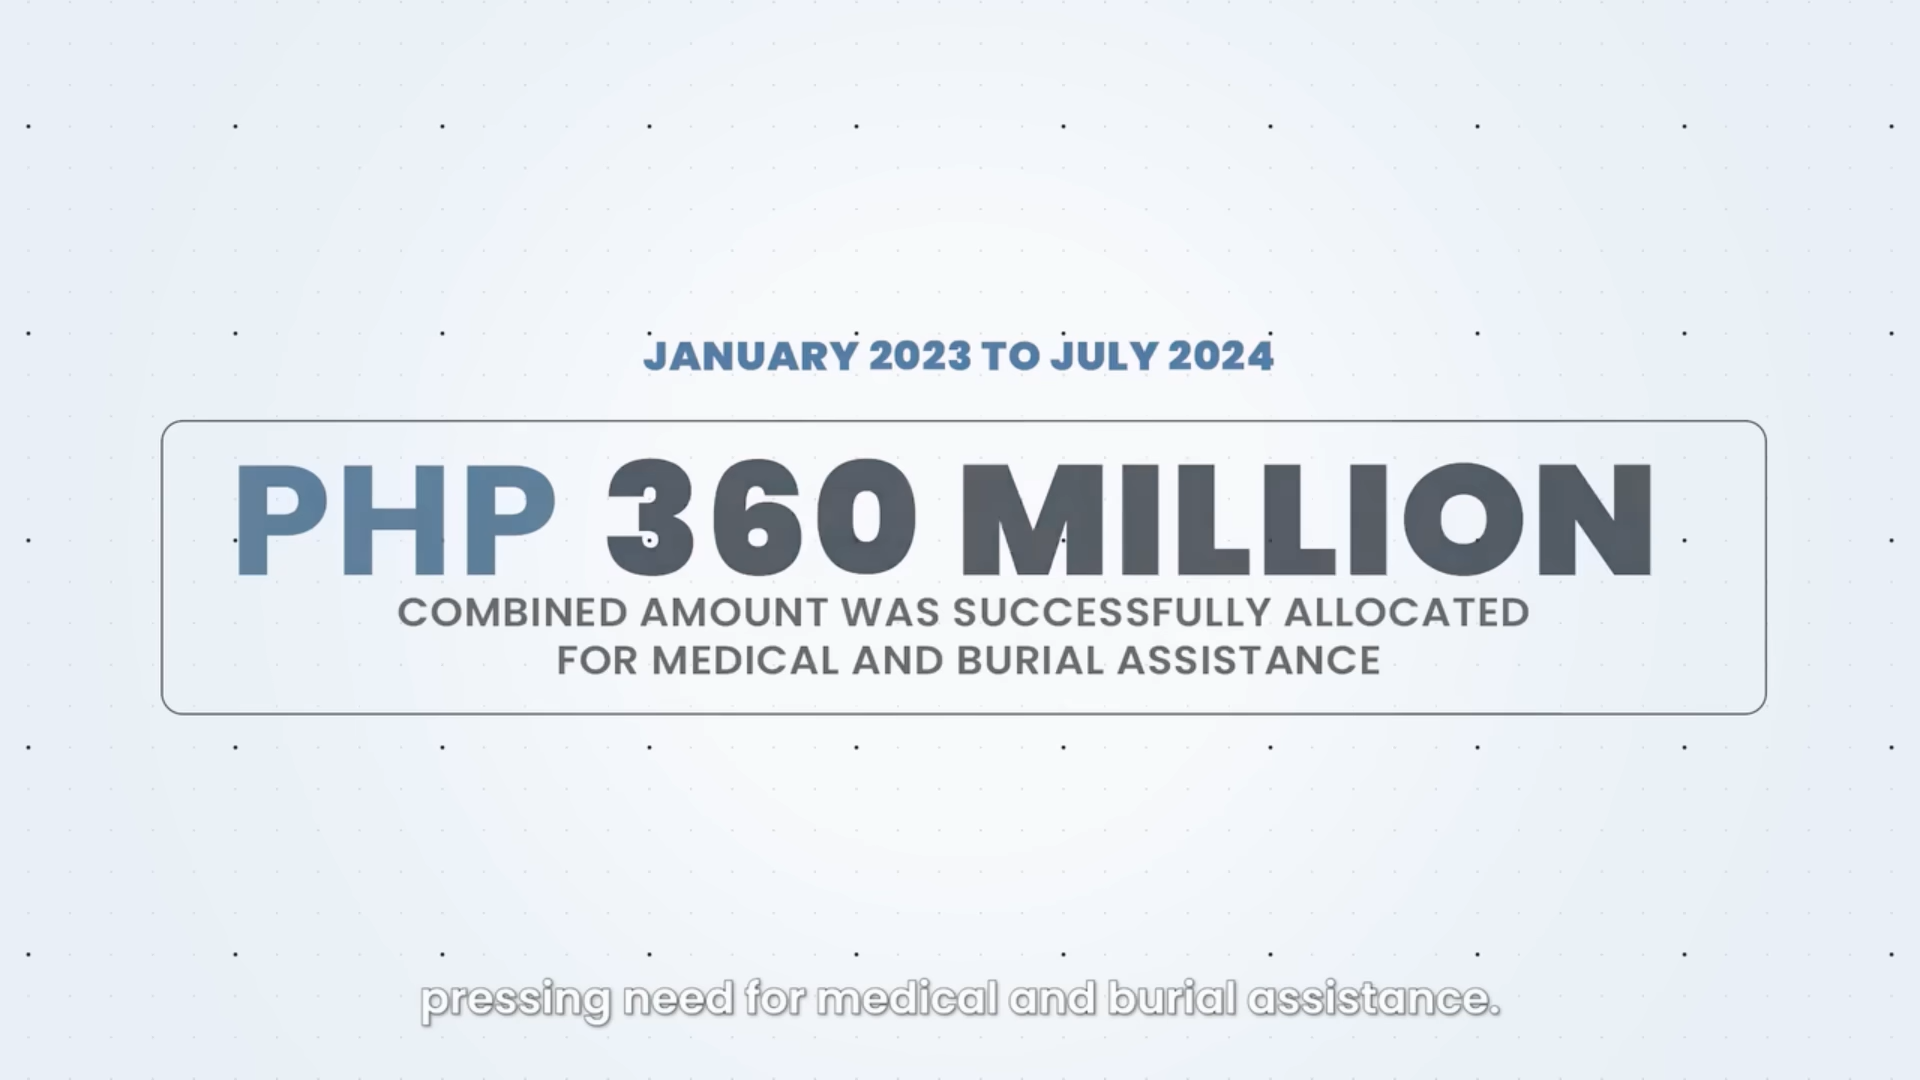 JANUARY 2023 TO JULY 2024
PHP 360 MILLION
COMBINED AMOUNT WAS SUCCESSFULLY ALLOCATED
FOR MEDICAL AND BURIAL ASSISTANCE
pressing need for medical and burial assistance.